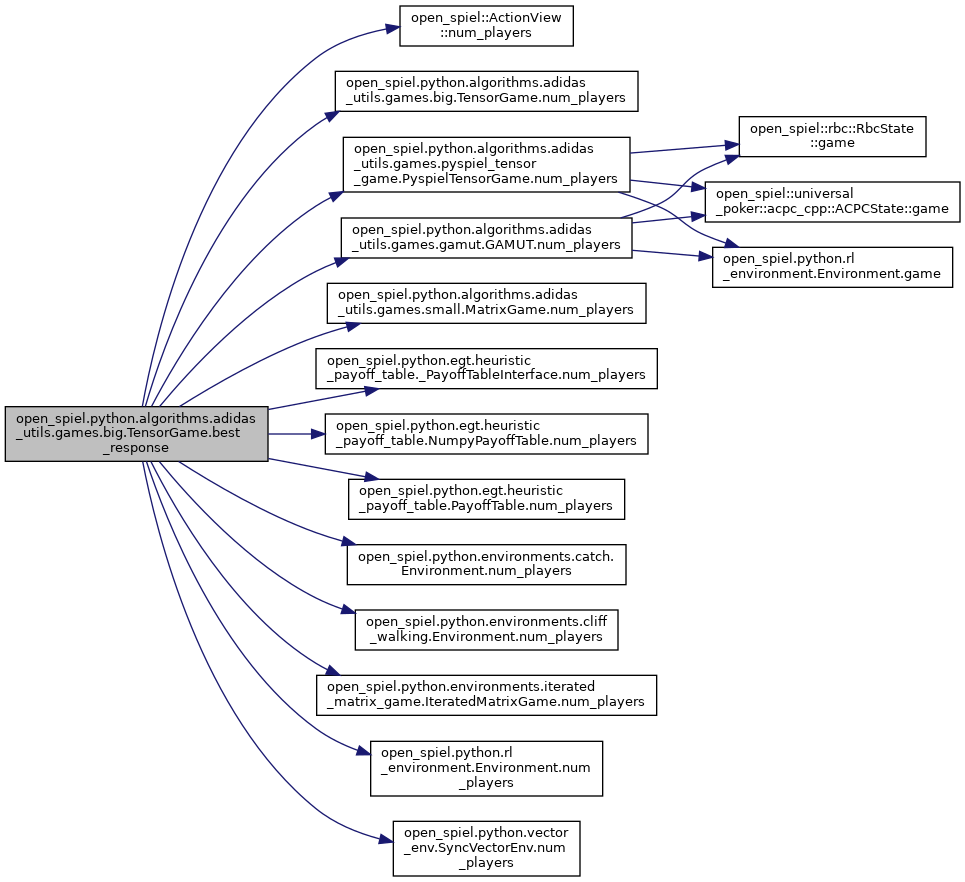 open_spiel::ActionView
::num_players
open_spiel.python.algorithms.adidas
_utils.games.big.TensorGame.num_players
open_spiel.python.algorithms.adidas
_utils.games.pyspiel_tensor
_game.PyspielTensorGame.num_players
open_spiel::rbc::RbcState
::game
open_spiel::universal
_poker::acpc_cpp::ACPCState::game
open_spiel.python.algorithms.adidas
_utils.games.gamut.GAMUT.num_players
open_spiel.python.rl
_environment.Environment.game
open_spiel.python.algorithms.adidas
_utils.games.small.MatrixGame.num_players
open_spiel.python.egt.heuristic
_payoff_table._PayoffTableInterface.num_players
open_spiel.python.algorithms.adidas
_utils.games.big.TensorGame.best
_response
open_spiel.python.egt.heuristic
_payoff_table.NumpyPayoffTable.num_players
open_spiel.python.egt.heuristic
_payoff_table.PayoffTable.num_players
open_spiel.python.environments.catch.
Environment.num_players
open_spiel.python.environments.cliff
_walking.Environment.num_players
open_spiel.python.environments.iterated
_matrix_game.IteratedMatrixGame.num_players
open_spiel.python.rl
_environment.Environment.num
_players
open_spiel.python.vector
_env.SyncVectorEnv.num
_players